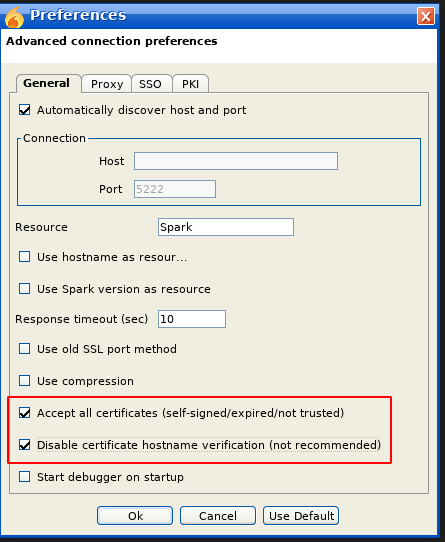 Preferences
Advanced connection preferences
General Proxy SSO PKI
Automatically discover host and port
Connection
Host
Port 5222
Resource Spark
Use hostname as resour...
Use Spark version as resource
Response timeout (sec) 10
Use old SSL port method
Use compression
Accept all certificates (self-signed/expired/not trusted)
Disable certificate hostname verification (not recommended)
Start debugger on startup
Ok Cancel Use Default